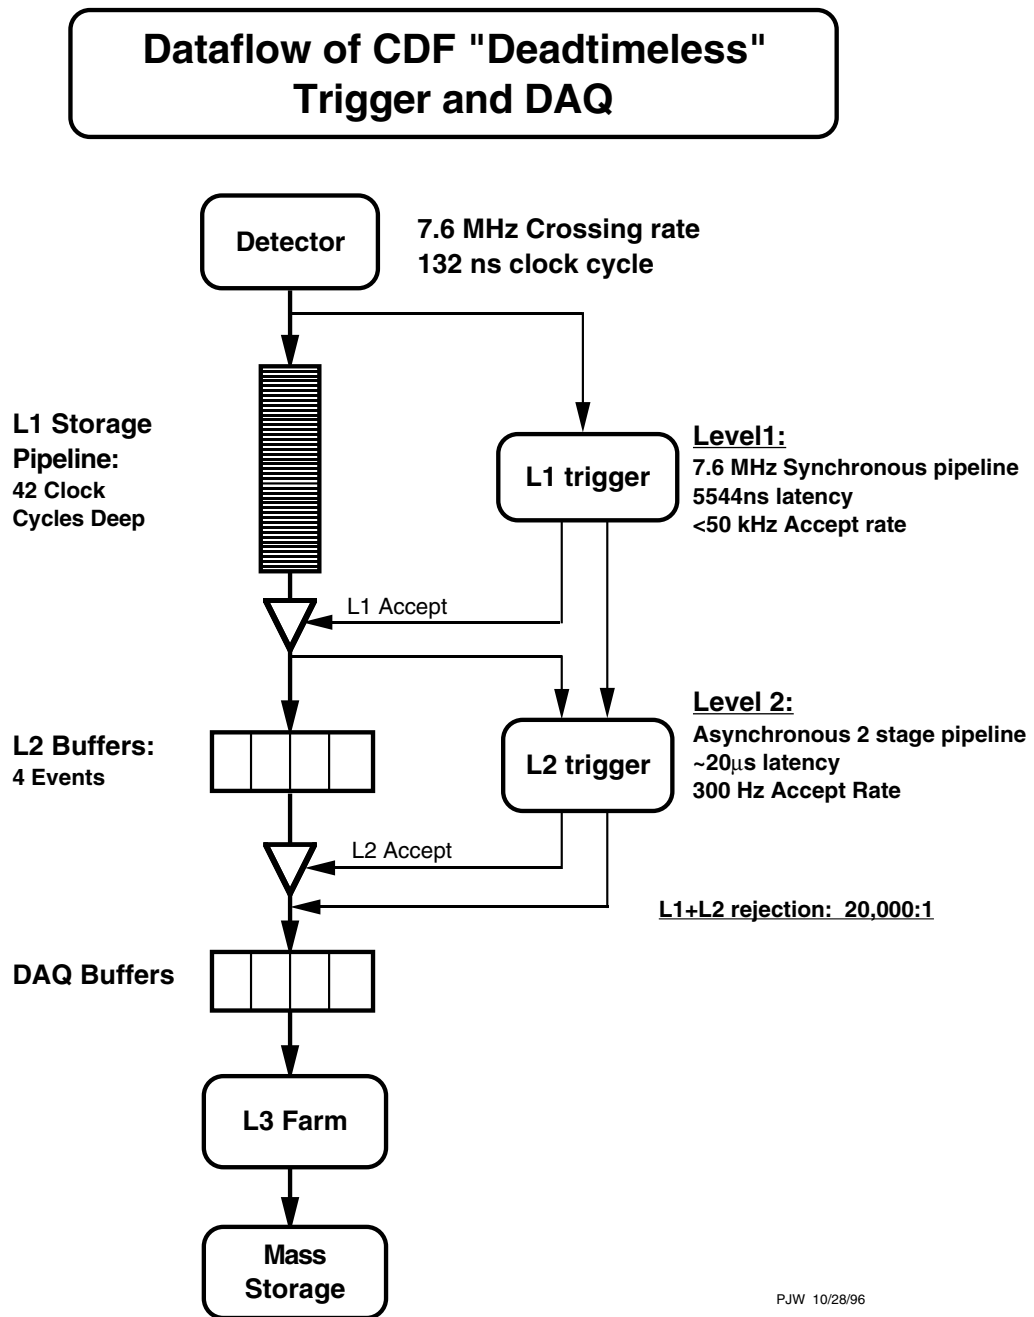 Dataflow of CDF "Deadtimeless"
Trigger and DAQ
Detector
7.6 MHz Crossing rate
132 ns clock cycle
L1 Storage
Pipeline:
42 Clock
Cycles Deep
L1 trigger
Level1:
7.6 MHz Synchronous pipeline
5544ns latency
<50 kHz Accept rate
L1 Accept
L2 Buffers:
4 Events
L2 trigger
Level 2:
Asynchronous 2 stage pipeline
~20µs latency
300 Hz Accept Rate
L2 Accept
L1+L2 rejection: 20,000:1
DAQ Buffers
L3 Farm
Mass
Storage
PJW 10/28/96